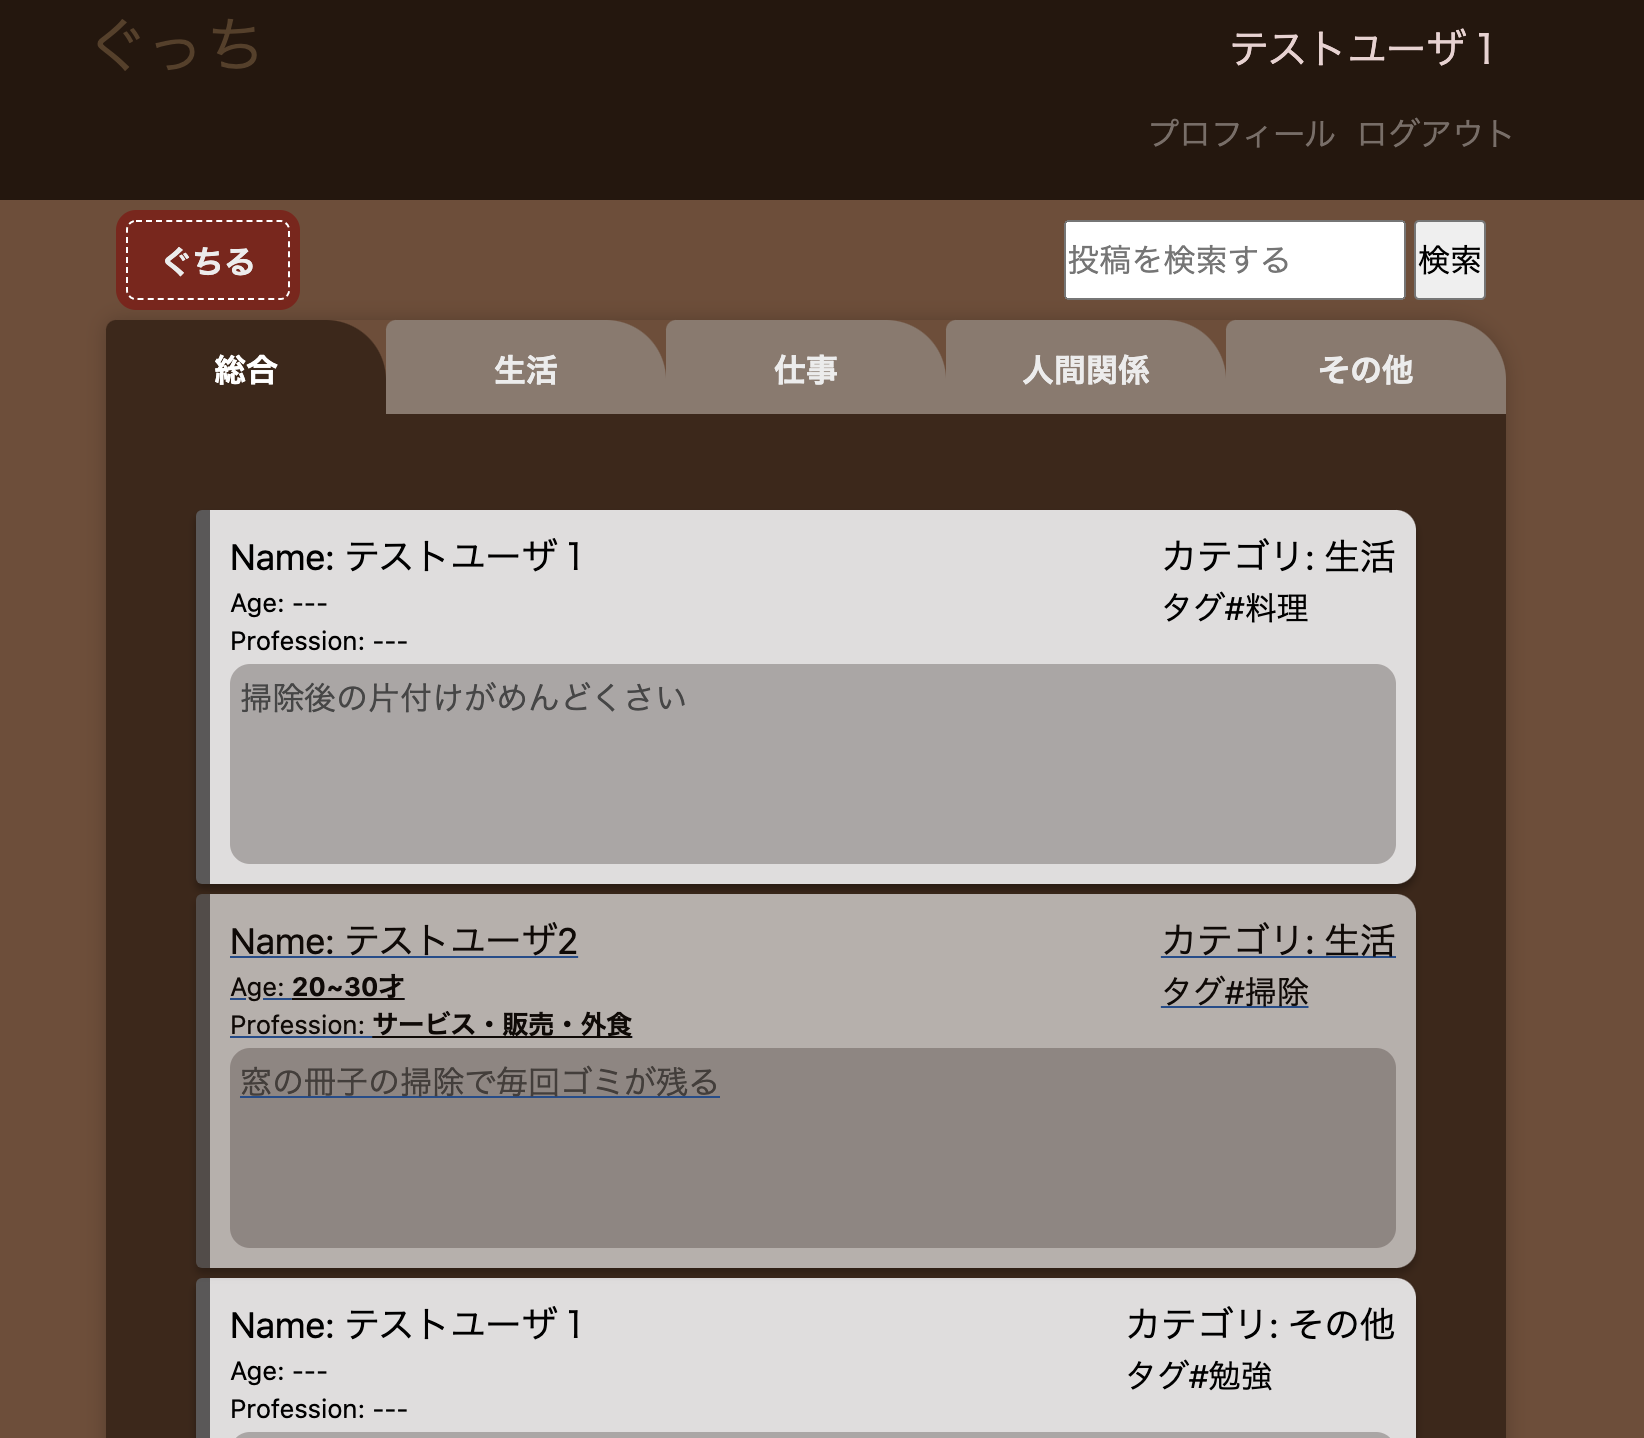 ぐっち
テストユーザ１
プロフィール ログアウト
ぐちる
投稿を検索する 検索
総合 生活 仕事 人間関係 その他
Name: テストユーザ１
カテゴリ: 生活
Age: ---
タグ#料理
Profession: ---
掃除後の片付けがめんどくさい
Name: テストユーザ2
カテゴリ: 生活
Age: 20~30才
タグ#掃除
Profession: サービス・販売・外食
窓の冊子の掃除で毎回ゴミが残る
Name: テストユーザ１
カテゴリ: その他
Age: ---
タグ#勉強
Profession: ---